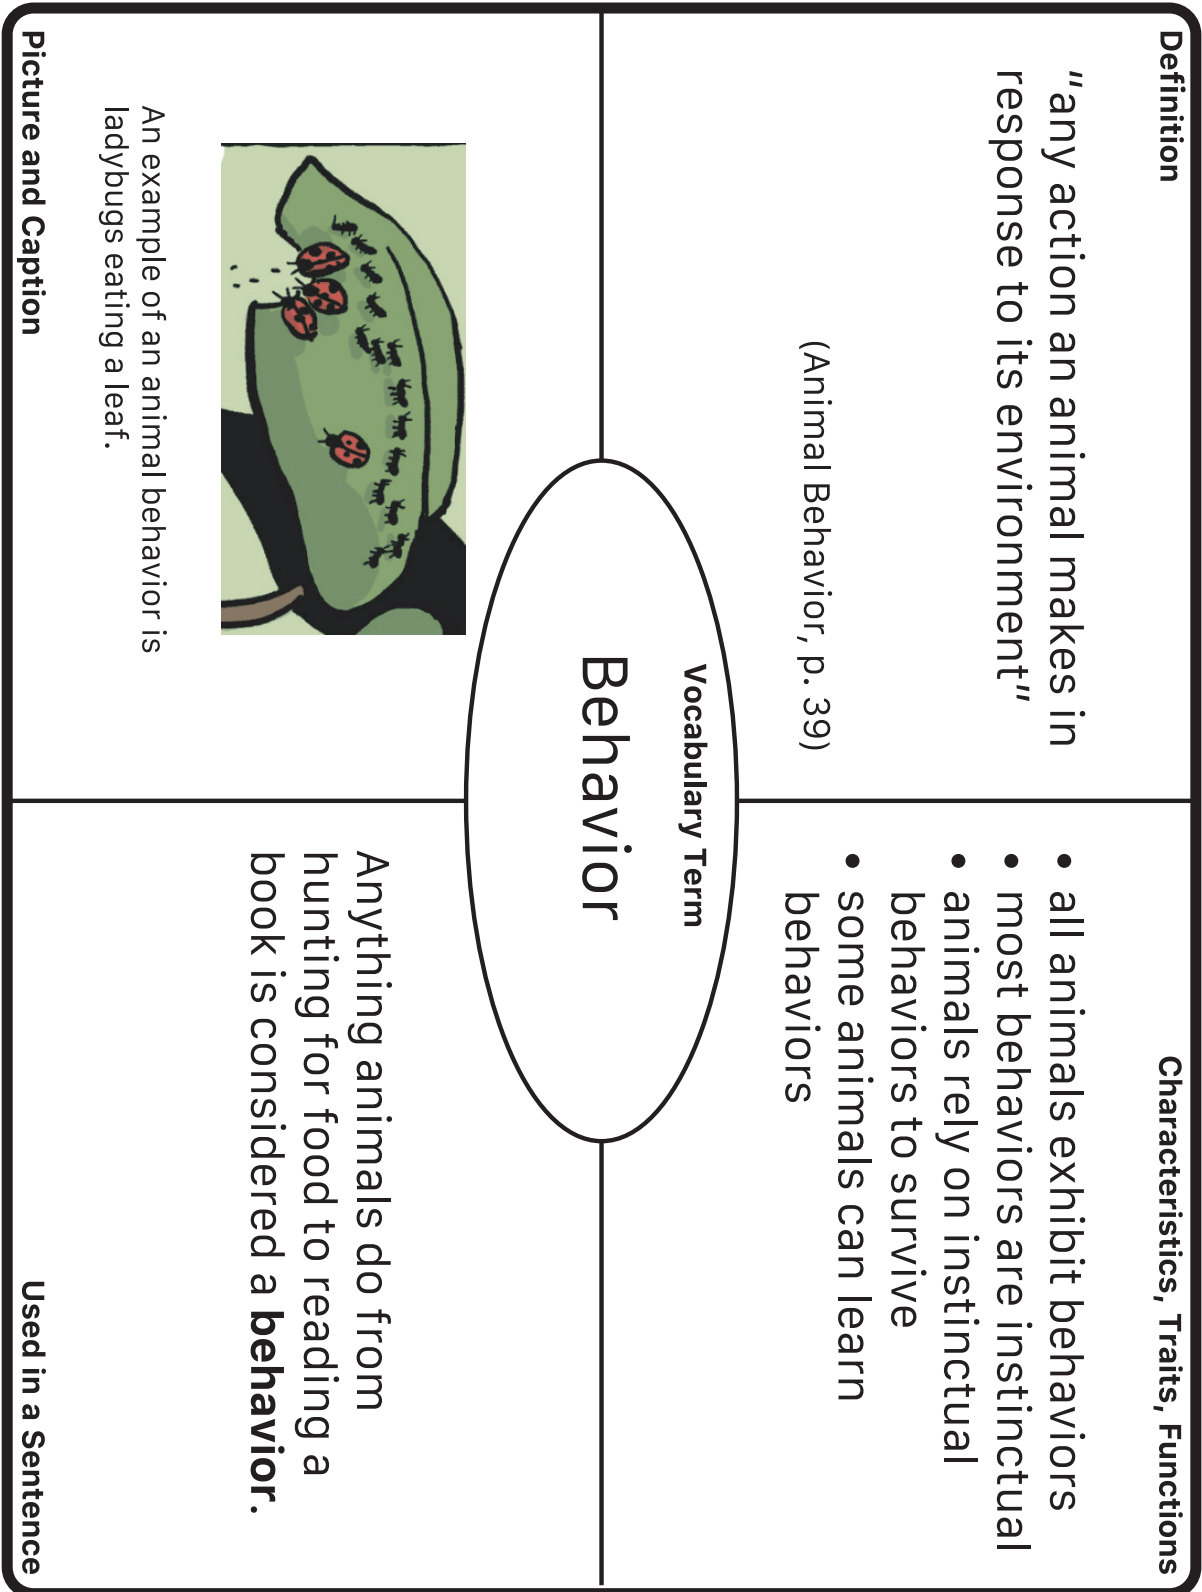 Definition
"any action an animal makes in
response to its environment"
(Animal Behavior, p. 39)
Characteristics, Traits, Functions
• all animals exhibit behaviors
• most behaviors are instinctual
• animals rely on instinctual
behaviors to survive
• some animals can learn
behaviors
Vocabulary Term
Behavior
An example of an animal behavior is
ladybugs eating a leaf.
Picture and Caption
Anything animals do from
hunting for food to reading a
book is considered a behavior.
Used in a Sentence